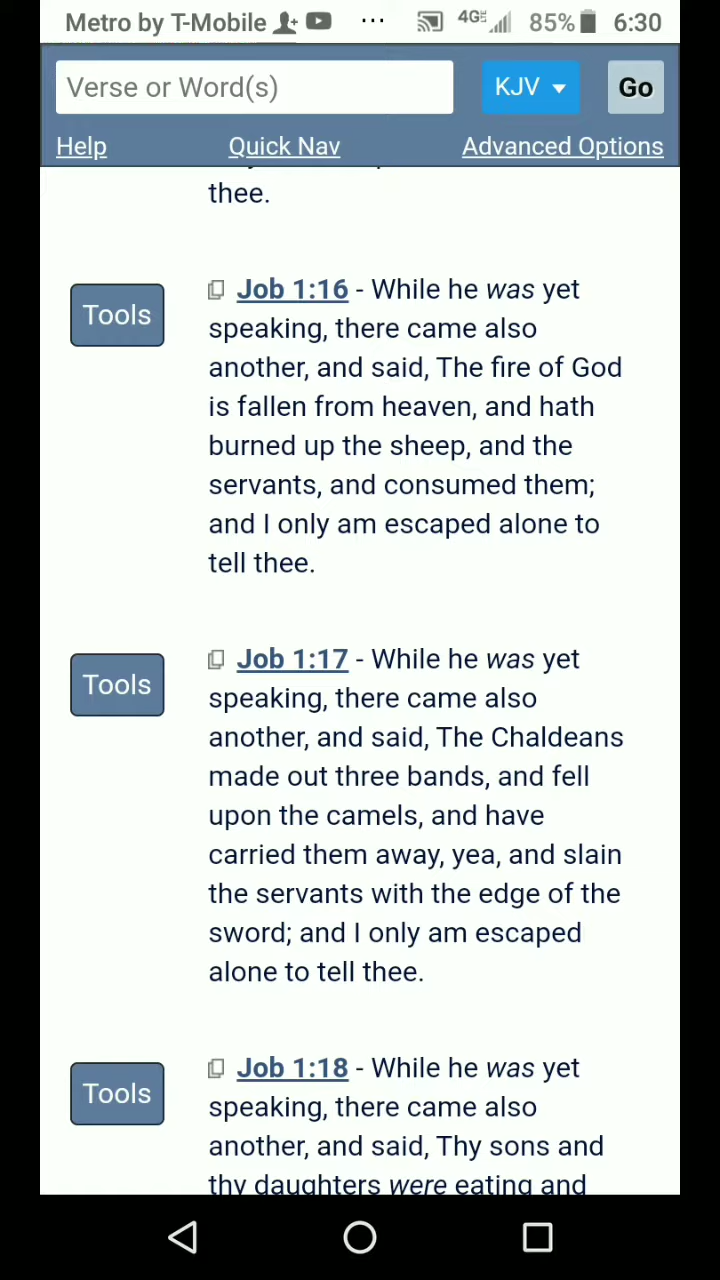 Metro by T-Mobile ... 4G 85% 6:30
Verse or Word(s) KJV Go
Help Quick Nav Advanced Options
thee.
Tools
Job 1:16 - While he was yet
speaking, there came also
another, and said, The fire of God
is fallen from heaven, and hath
burned up the sheep, and the
servants, and consumed them;
and I only am escaped alone to
tell thee.
Tools
Job 1:17 - While he was yet
speaking, there came also
another, and said, The Chaldeans
made out three bands, and fell
upon the camels, and have
carried them away, yea, and slain
the servants with the edge of the
sword; and I only am escaped
alone to tell thee.
Tools
Job 1:18 - While he was yet
speaking, there came also
another, and said, Thy sons and
thy daughters were eating and